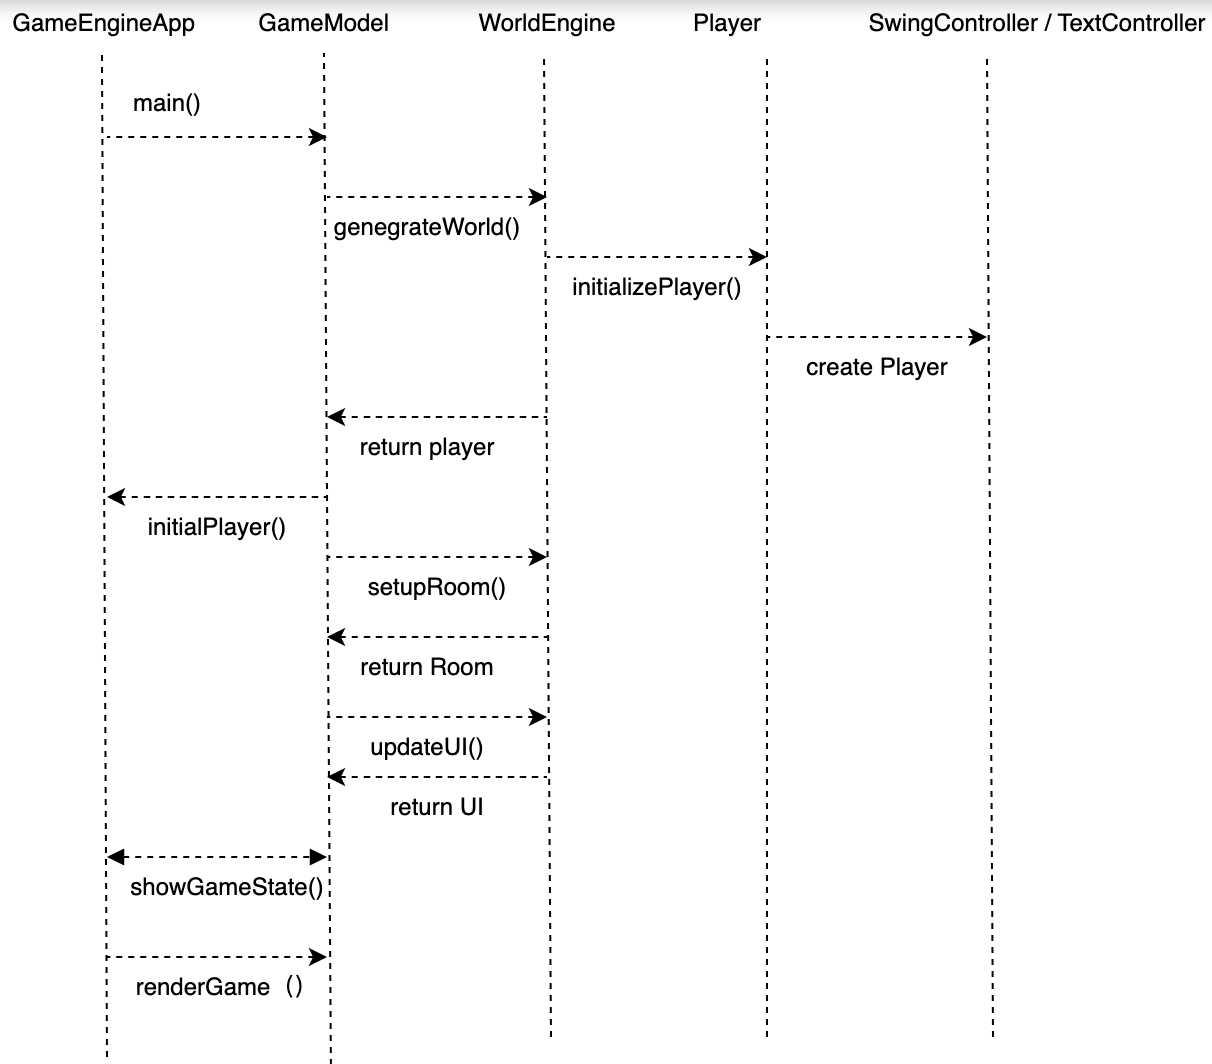 GameEngineApp GameModel WorldEngine Player SwingController / TextController
main()
genegrateWorld()
initializePlayer()
create Player
return player
initialPlayer()
setupRoom()
return Room
updateUI()
return UI
showGameState()
renderGame ()